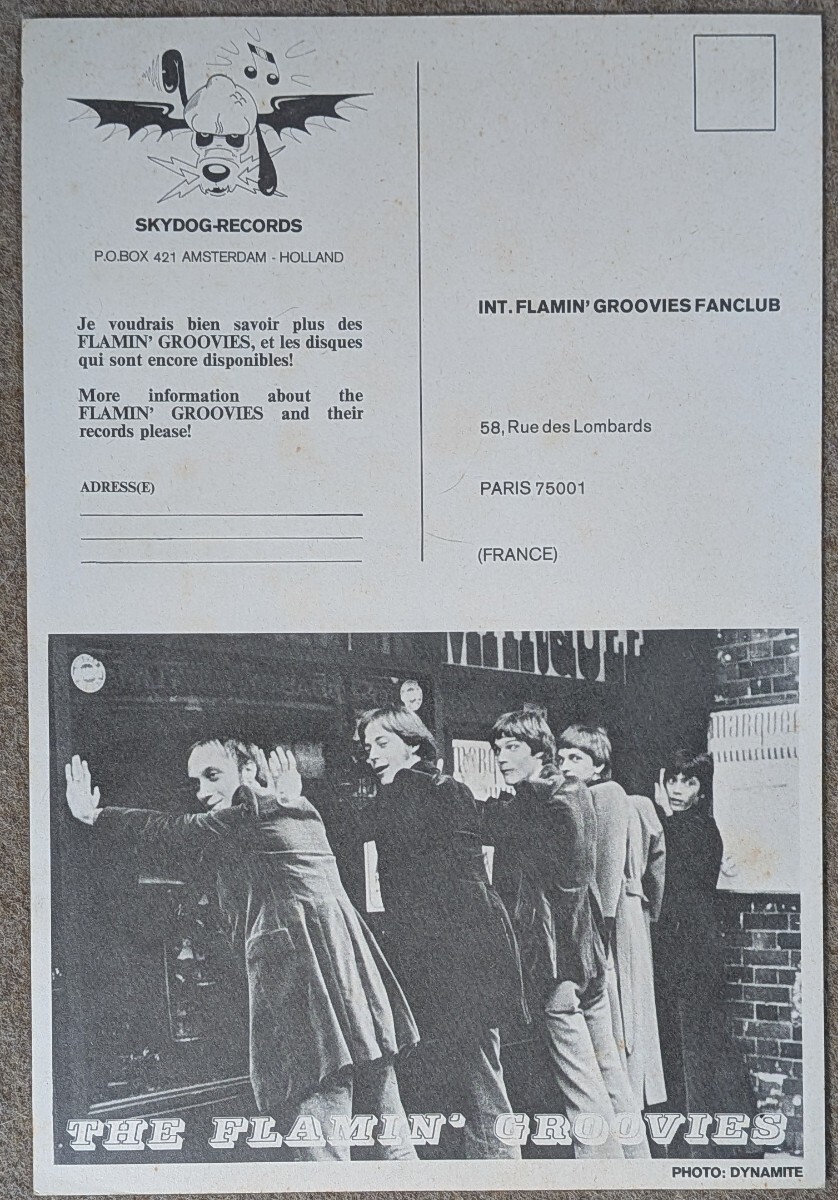 SKYDOG-RECORDS
P.O.BOX 421 AMSTERDAM - HOLLAND
Je voudrais bien savoir plus des
FLAMIN' GROOVIES, et les disques
qui sont encore disponibles!
More information about the
FLAMIN' GROOVIES and their
records please!
ADRESS(E)
INT. FLAMIN' GROOVIES FANCLUB
58, Rue des Lombards
PARIS 75001
(FRANCE)
marquee
THE FLAMIN' GROOVIES
PHOTO: DYNAMITE